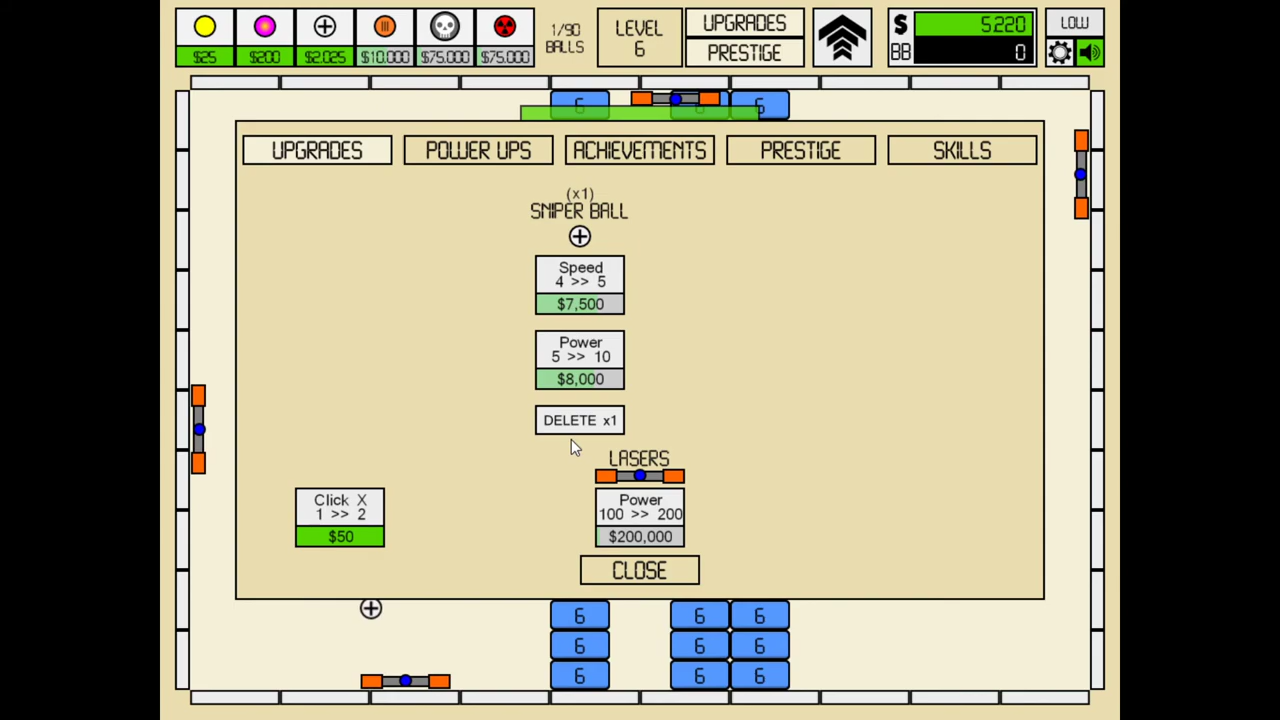 1/90
BALLS
LEVEL
6
UPGRADES
PRESTIGE
$ 5220
BB 0
LOW
$25
$200
$2.025
$10.000
$75.000
$75.000
6 6 6
UPGRADES
POWER UPS
ACHIEVEMENTS
PRESTIGE
SKILLS
(x1)
SNIPER BALL
Speed
4 >> 5
$7,500
Power
5 >> 10
$8,000
DELETE x1
LASERS
Click X
1 >> 2
$50
Power
100 >> 200
$200,000
CLOSE
6 6 6
6 6 6
6 6 6